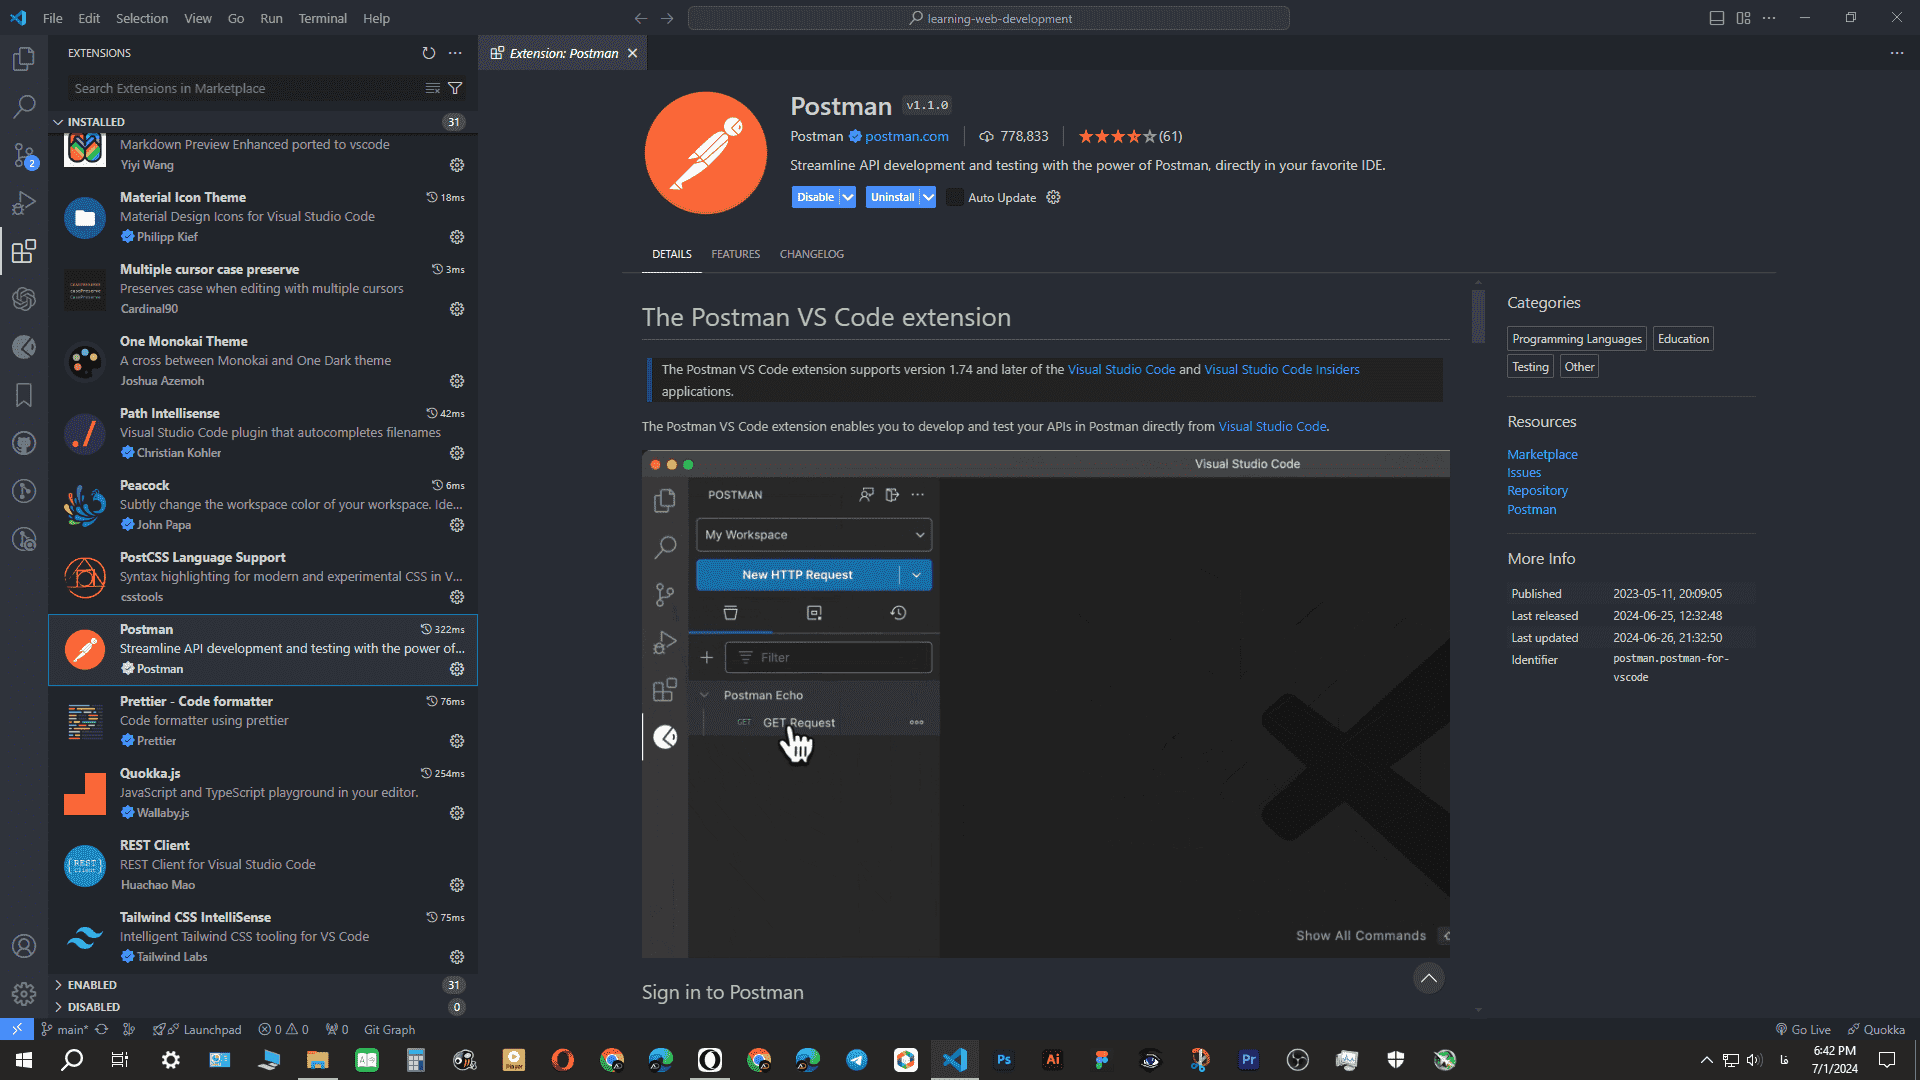 File Edit Selection View Go Run Terminal Help
learning-web-development
EXTENSIONS
Search Extensions in Marketplace
INSTALLED 31
Markdown Preview Enhanced ported to vscode
Yiyi Wang
Material Icon Theme 18ms
Material Design Icons for Visual Studio Code
Philipp Kief
Multiple cursor case preserve 3ms
Preserves case when editing with multiple cursors
Cardinal90
One Monokai Theme
A cross between Monokai and One Dark theme
Joshua Azemoh
Path Intellisense 42ms
Visual Studio Code plugin that autocompletes filenames
Christian Kohler
Peacock 6ms
Subtly change the workspace color of your workspace. Ide...
John Papa
PostCSS Language Support
Syntax highlighting for modern and experimental CSS in V...
csstools
Postman 322ms
Streamline API development and testing with the power of...
Postman
Prettier - Code formatter 76ms
Code formatter using prettier
Prettier
Quokka.js 254ms
JavaScript and TypeScript playground in your editor.
Wallaby.js
REST Client
REST Client for Visual Studio Code
Huachao Mao
Tailwind CSS IntelliSense 75ms
Intelligent Tailwind CSS tooling for VS Code
Tailwind Labs
ENABLED 31
DISABLED 0
2
Extension: Postman
Postman v1.1.0
Postman postman.com 778,833 (61)
Streamline API development and testing with the power of Postman, directly in your favorite IDE.
Disable Uninstall Auto Update
DETAILS FEATURES CHANGELOG
The Postman VS Code extension
The Postman VS Code extension supports version 1.74 and later of the Visual Studio Code and Visual Studio Code Insiders
applications.
The Postman VS Code extension enables you to develop and test your APIs in Postman directly from Visual Studio Code.
Visual Studio Code
POSTMAN
My Workspace
New HTTP Request
Filter
Postman Echo
GET GET Request
Show All Commands
Sign in to Postman
Categories
Programming Languages Education
Testing Other
Resources
Marketplace
Issues
Repository
Postman
More Info
Published 2023-05-11, 20:09:05
Last released 2024-06-25, 12:32:48
Last updated 2024-06-26, 21:32:50
Identifier postman.postman-for-
vscode
main* Launchpad 0 0 0 Git Graph Go Live Quokka
Player Ps Ai Pr فا 6:42 PM
7/1/2024